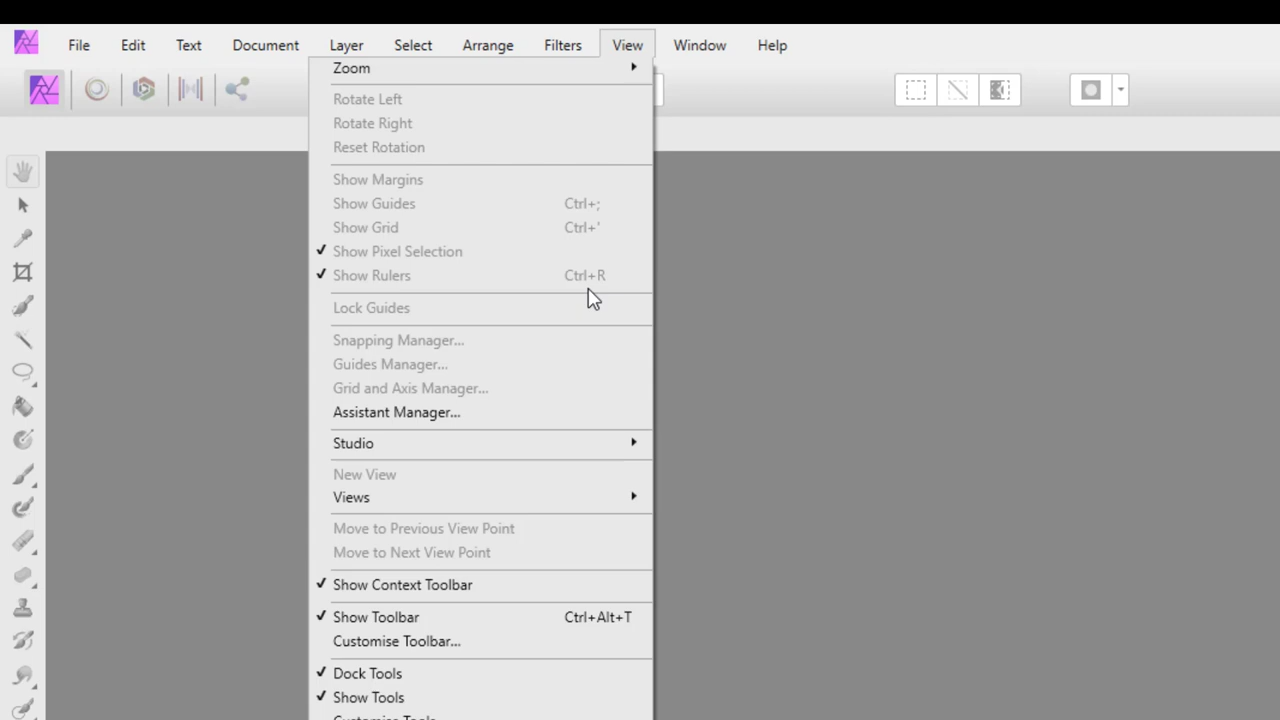 File Edit Text Document Layer Select Arrange Filters View Window Help
Zoom
Rotate Left
Rotate Right
Reset Rotation
Show Margins
Show Guides Ctrl+;
Show Grid Ctrl+'
Show Pixel Selection
Show Rulers Ctrl+R
Lock Guides
Snapping Manager...
Guides Manager...
Grid and Axis Manager...
Assistant Manager...
Studio
New View
Views
Move to Previous View Point
Move to Next View Point
Show Context Toolbar
Show Toolbar Ctrl+Alt+T
Customise Toolbar...
Dock Tools
Show Tools
Customise Tools...